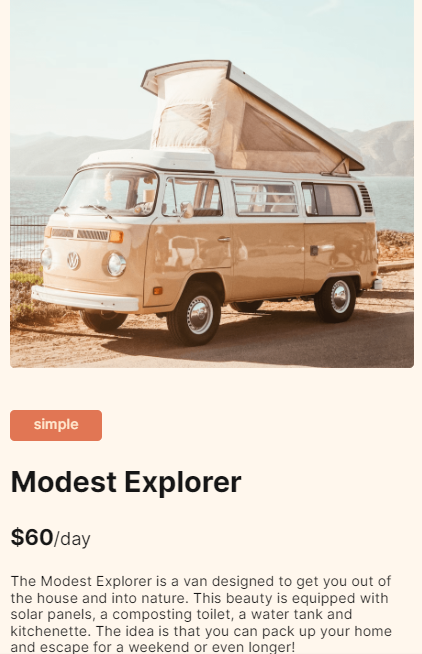 simple
Modest Explorer
$60/day
The Modest Explorer is a van designed to get you out of
the house and into nature. This beauty is equipped with
solar panels, a composting toilet, a water tank and
kitchenette. The idea is that you can pack up your home
and escape for a weekend or even longer!